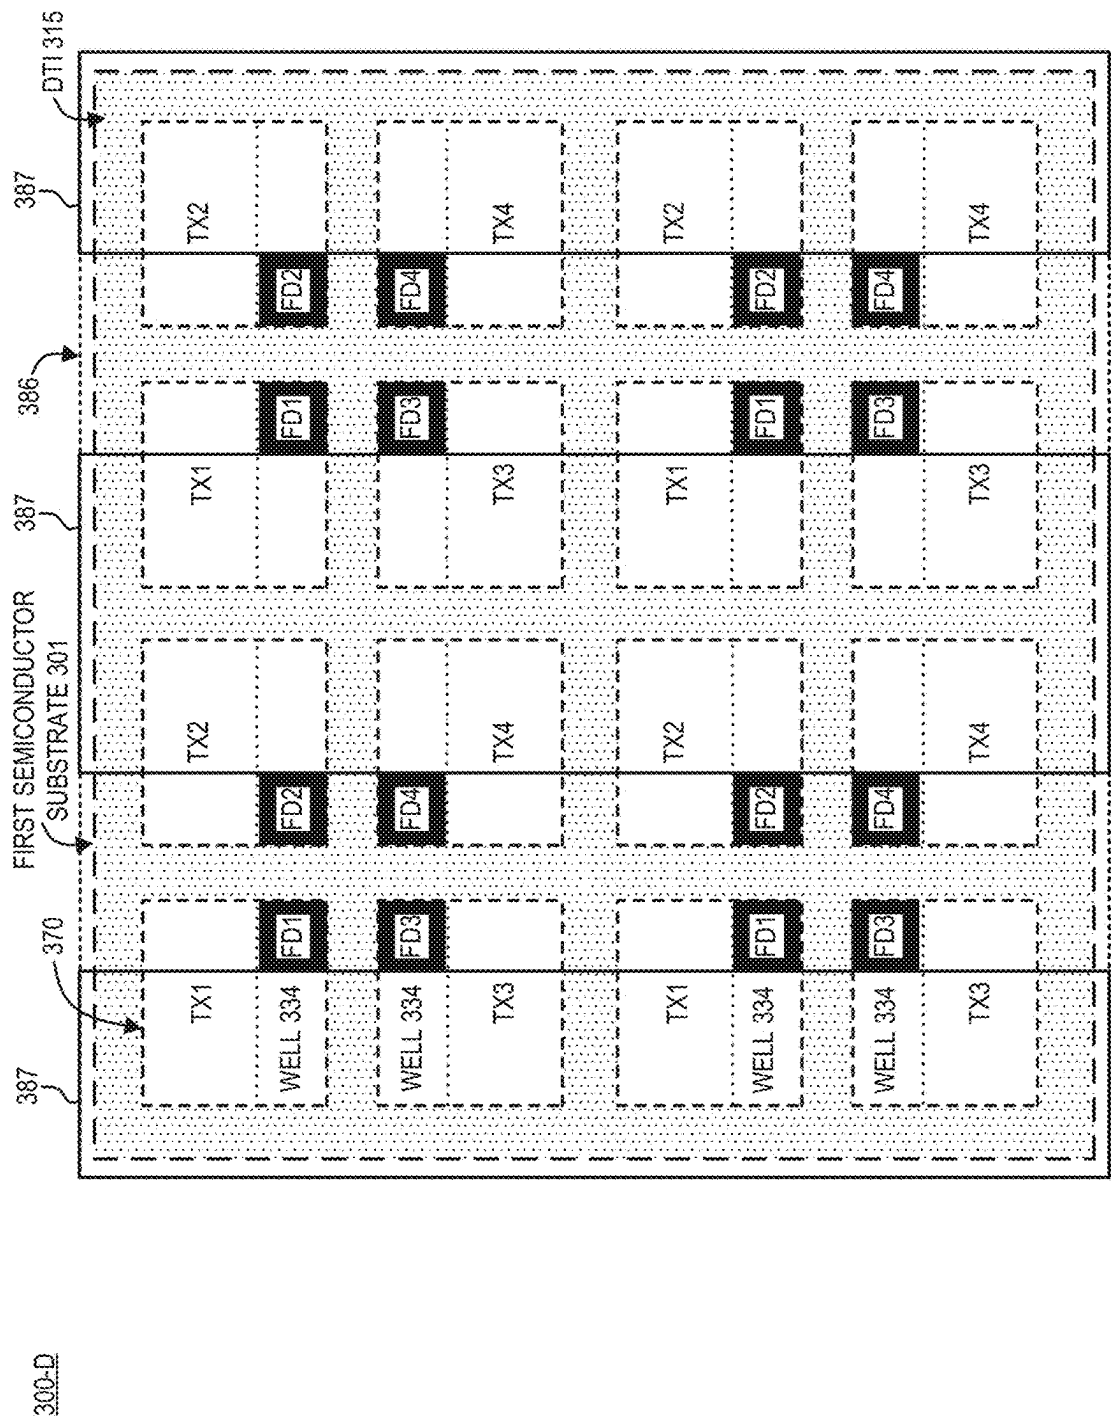 300-D
387
370
FIRST SEMICONDUCTOR
SUBSTRATE 301
387
386
387
DTI 315
TX1
TX2
TX1
TX2
WELL 334
FD1
FD2
FD1
FD2
WELL 334
FD3
FD4
FD3
FD4
TX3
TX4
TX3
TX4
TX1
TX2
TX1
TX2
WELL 334
FD1
FD2
FD1
FD2
WELL 334
FD3
FD4
FD3
FD4
TX3
TX4
TX3
TX4